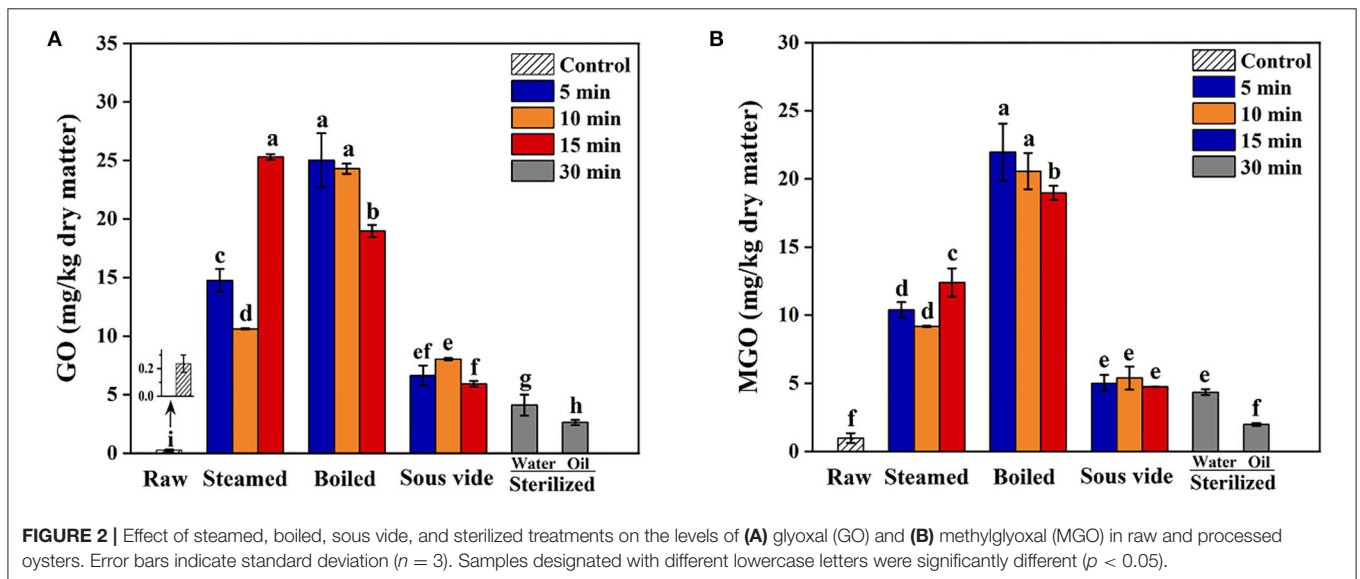 A
GO (mg/kg dry matter)
35
30
25
20
15
10
5
0
0.2
0.0
i
c
d
a
a
a
b
ef
e
f
g
h
Control
5 min
10 min
15 min
30 min
Raw Steamed Boiled Sous vide Water Oil
Sterilized
B
MGO (mg/kg dry matter)
30
25
20
15
10
5
0
f
d
d
c
a
a
b
e
e
e
e
f
Control
5 min
10 min
15 min
30 min
Raw Steamed Boiled Sous vide Water Oil
Sterilized
FIGURE 2 | Effect of steamed, boiled, sous vide, and sterilized treatments on the levels of (A) glyoxal (GO) and (B) methylglyoxal (MGO) in raw and processed
oysters. Error bars indicate standard deviation (n = 3). Samples designated with different lowercase letters were significantly different (p < 0.05).